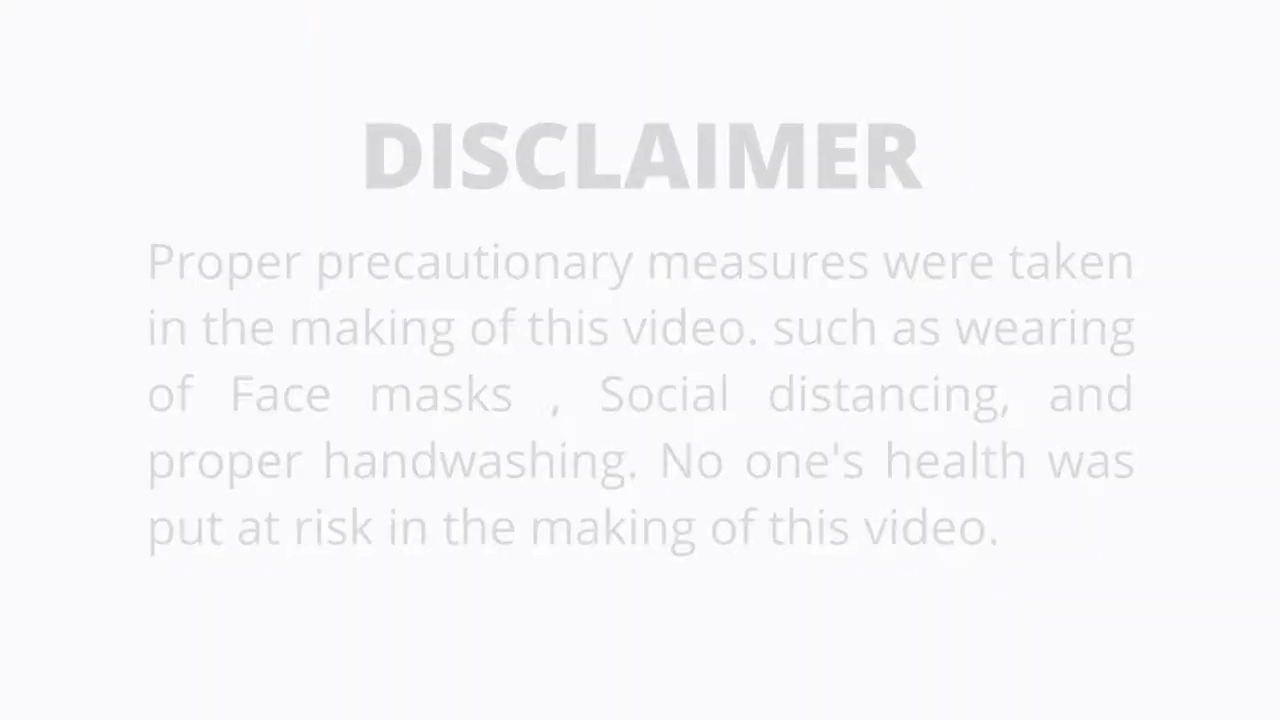 DISCLAIMER
Proper precautionary measures were taken
in the making of this video. such as wearing
of Face masks , Social distancing, and
proper handwashing. No one's health was
put at risk in the making of this video.